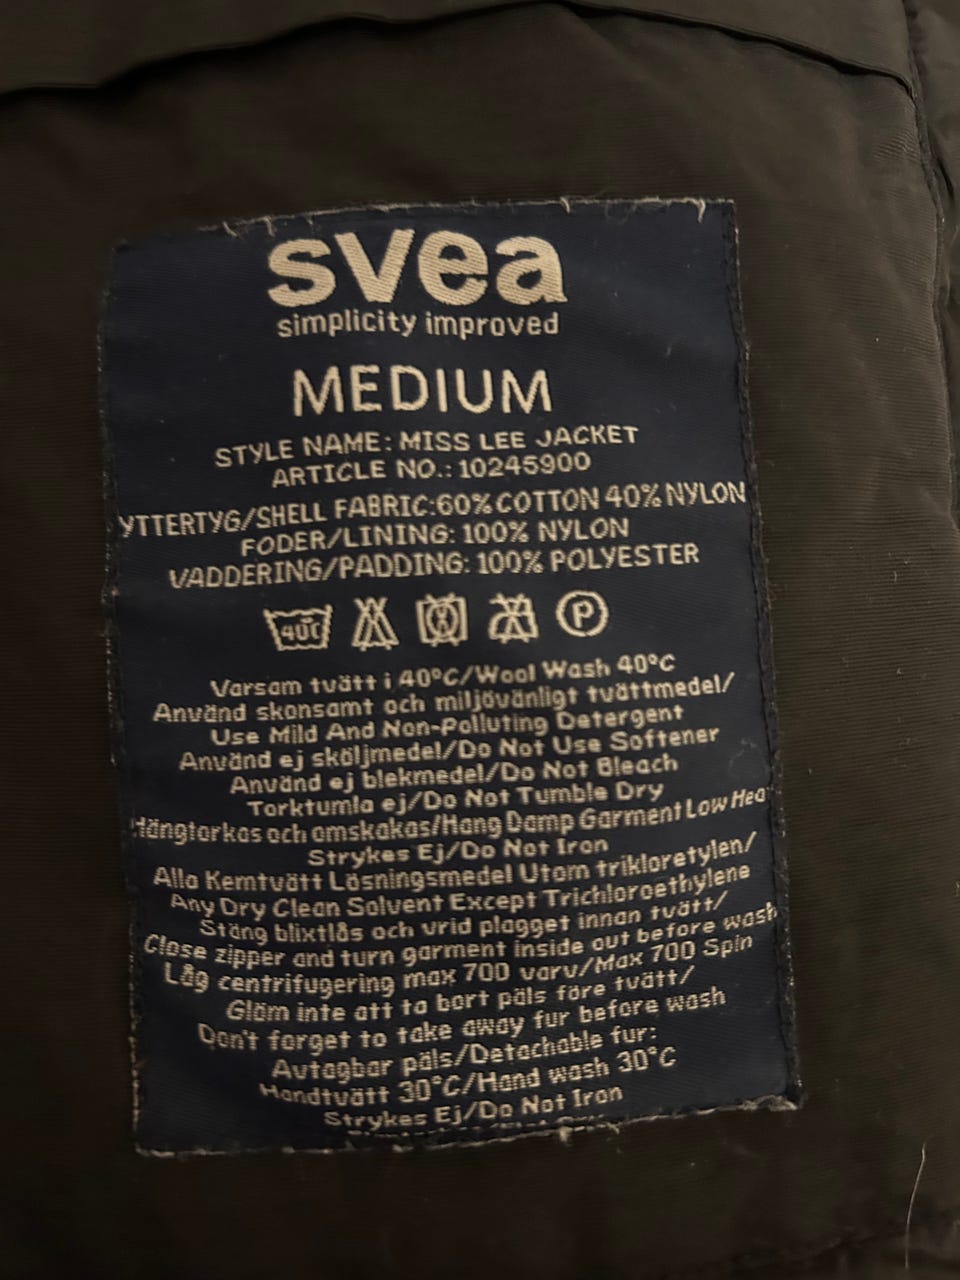 svea
simplicity improved
MEDIUM
STYLE NAME: MISS LEE JACKET
ARTICLE NO.: 10245900
YTTERTYG/SHELL FABRIC:60% COTTON 40% NYLON
FODER/LINING: 100% NYLON
VADDERING/PADDING: 100% POLYESTER
40°C P
Varsam tvätt i 40°C/Wool Wash 40°C
Använd skonsamt och miljövänligt tvättmedel/
Use Mild And Non-Polluting Detergent
Använd ej sköljmedel/Do Not Use Softener
Använd ej blekmedel/Do Not Bleach
Torktumla ej/Do Not Tumble Dry
Hängtorkas och omskakas/Hang Damp Garment Low Hea
Strykes Ej/Do Not Iron
Alla Kemtvätt Lösningsmedel Utom trikloretylen/
Any Dry Clean Solvent Except Trichloroethylene
Stäng blixtlås och vrid plagget innan tvätt/
Close zipper and turn garment inside out before wash
Låg centrifugering max 700 varv/Max 700 Spin
Glöm inte att ta bort päls före tvätt/
Don't forget to take away fur before wash
Avtagbar päls/Detachable fur:
Handtvätt 30°C/Hand wash 30°C
Strykes Ej/Do Not Iron